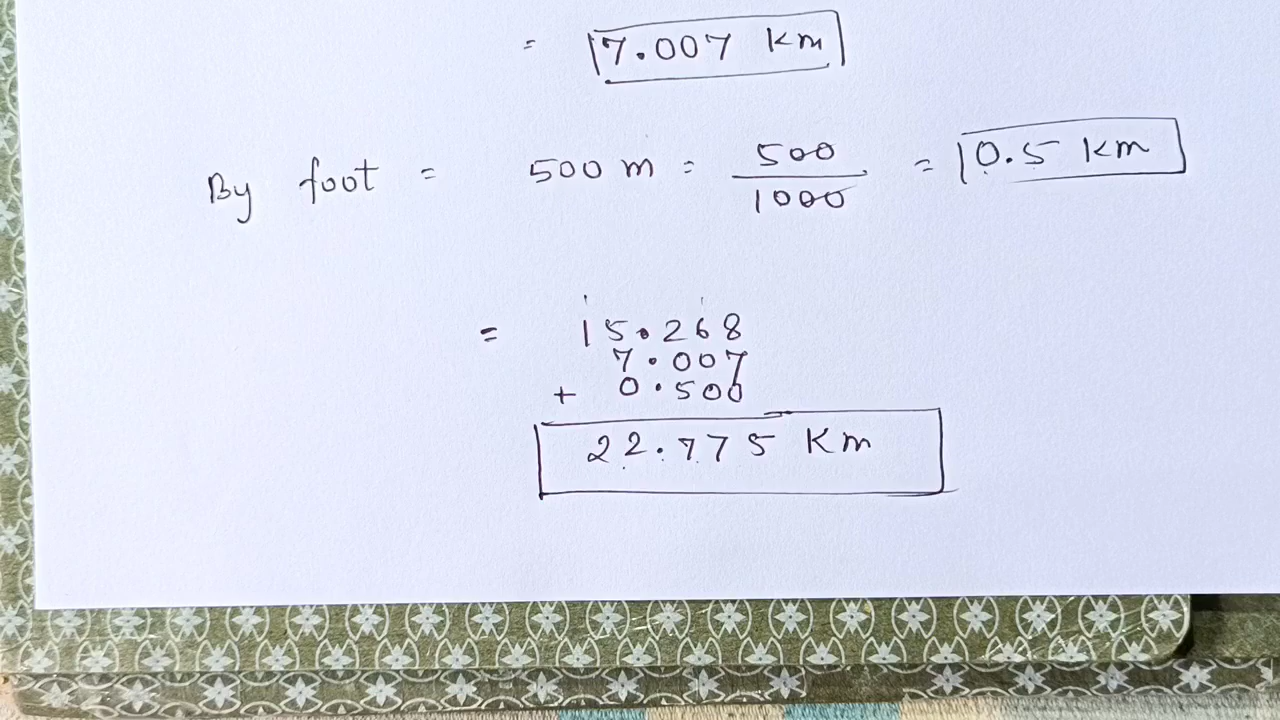 = 7.007 km
By foot = 500 m = 500/1000 = 0.5 km
= 15.268
7.007
+ 0.500
22.775 Km